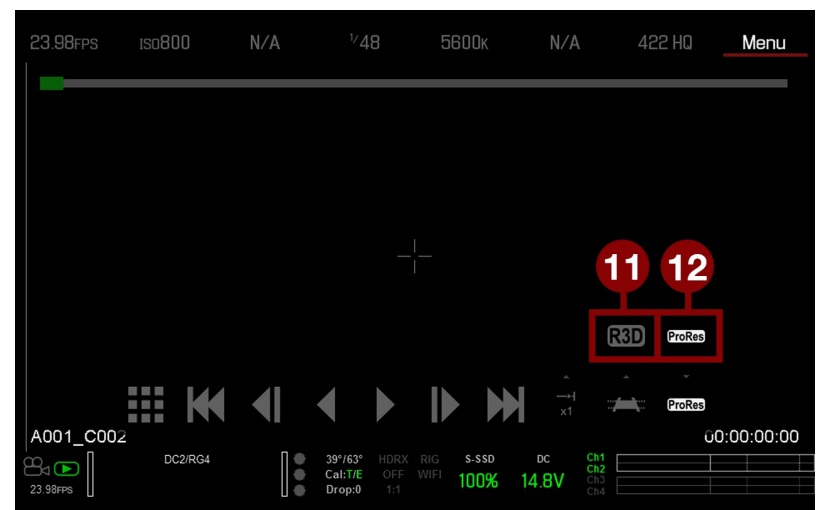 23.98FPS ISO800 N/A 1/48 5600K N/A 422 HQ Menu
11 12
R3D ProRes
x1 ProRes
A001_C002 00:00:00:00
DC2/RG4 39°/63° HDRX RIG S-SSD DC Ch1
Cal:T/E OFF WIFI 100% 14.8V Ch2
23.98FPS Drop:0 1:1 Ch3
Ch4